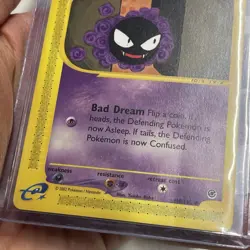 Bad Dream Flip a coin. If
heads, the Defending Pokémon is
now Asleep. If tails, the Defending
Pokémon is now Confused.
weakness
resistance
retreat cost
e
©2002 Pokémon / Nintendo